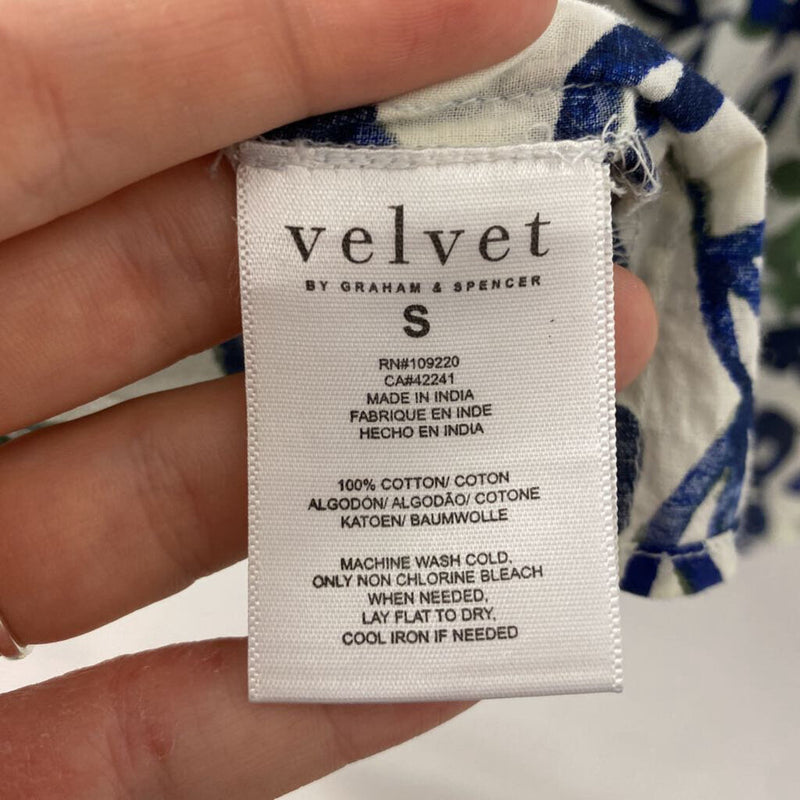 velvet
BY GRAHAM & SPENCER
S
RN#109220
CA#42241
MADE IN INDIA
FABRIQUE EN INDE
HECHO EN INDIA
100% COTTON/ COTON
ALGODÓN/ ALGODÃO/ COTONE
KATOEN/ BAUMWOLLE
MACHINE WASH COLD,
ONLY NON CHLORINE BLEACH
WHEN NEEDED,
LAY FLAT TO DRY,
COOL IRON IF NEEDED